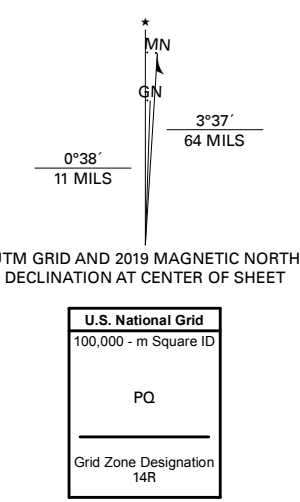 MN
GN
3°37´
64 MILS
0°38´
11 MILS
UTM GRID AND 2019 MAGNETIC NORTH
DECLINATION AT CENTER OF SHEET
U.S. National Grid
100,000 - m Square ID
PQ
Grid Zone Designation
14R